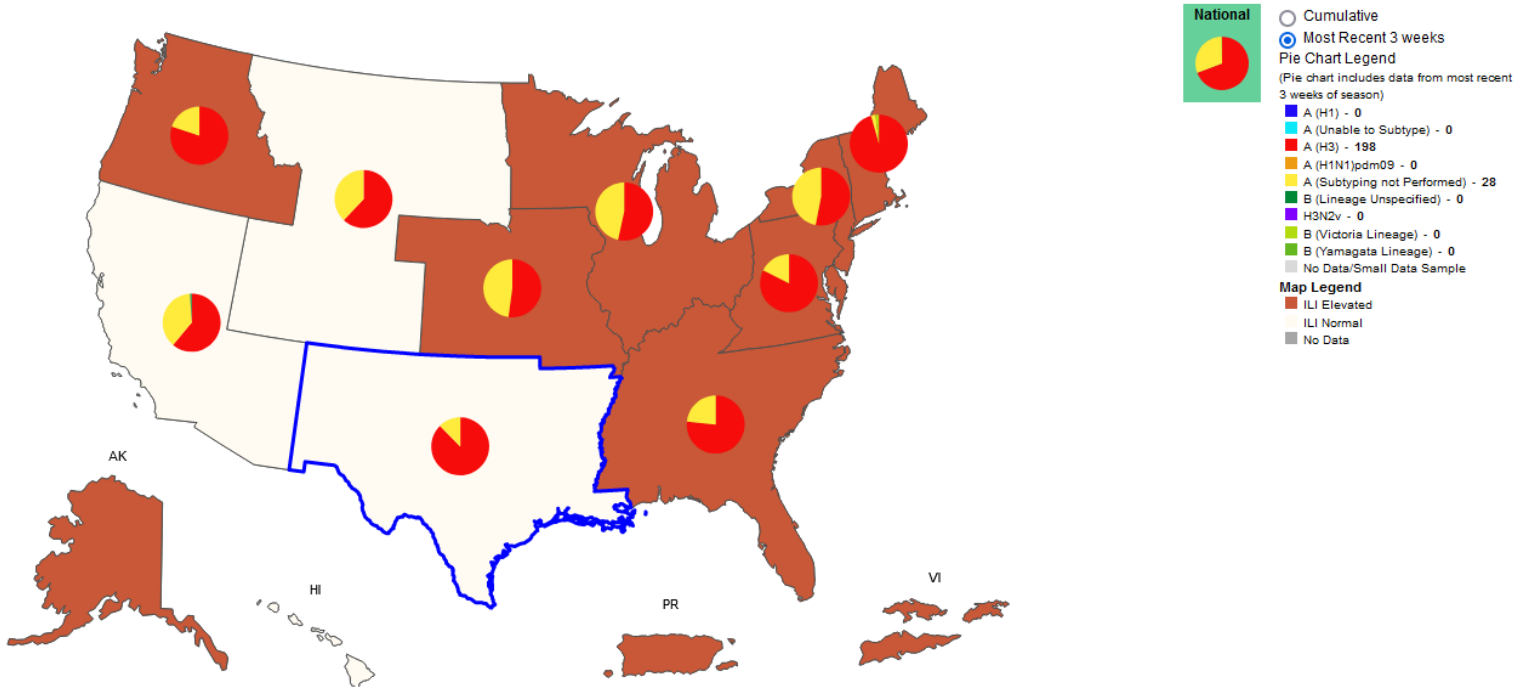 National
Cumulative
Most Recent 3 weeks
Pie Chart Legend
(Pie chart includes data from most recent
3 weeks of season)
A (H1) - 0
A (Unable to Subtype) - 0
A (H3) - 198
A (H1N1)pdm09 - 0
A (Subtyping not Performed) - 28
B (Lineage Unspecified) - 0
H3N2v - 0
B (Victoria Lineage) - 0
B (Yamagata Lineage) - 0
No Data/Small Data Sample
Map Legend
ILI Elevated
ILI Normal
No Data
AK
HI
PR
VI